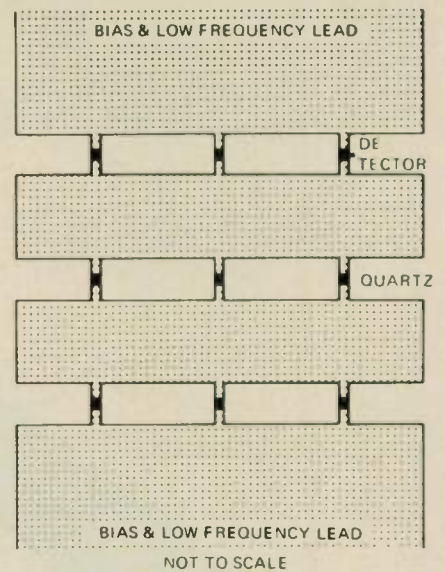 BIAS & LOW FREQUENCY LEAD
DE
TECTOR
QUARTZ
BIAS & LOW FREQUENCY LEAD
NOT TO SCALE